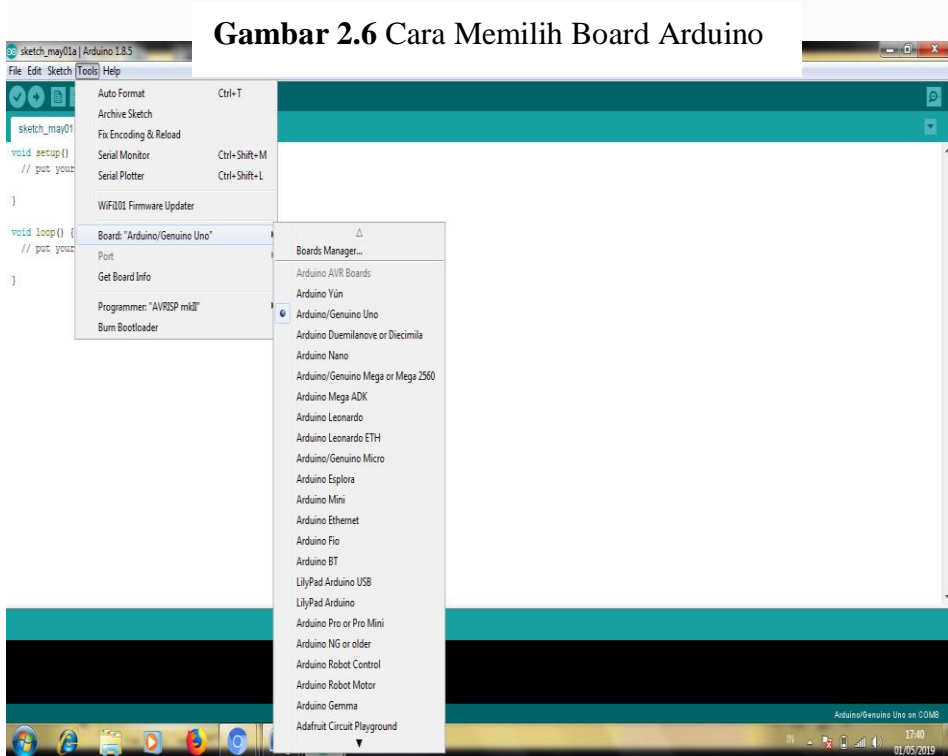 Gambar 2.6 Cara Memilih Board Arduino
sketch_may01a | Arduino 1.8.5
File Edit Sketch Tools Help
sketch_may01
void setup()
// put your
}
void loop() {
// put your
}
Auto Format Ctrl+T
Archive Sketch
Fix Encoding & Reload
Serial Monitor Ctrl+Shift+M
Serial Plotter Ctrl+Shift+L
WiFi101 Firmware Updater
Board: "Arduino/Genuino Uno"
Port
Get Board Info
Programmer: "AVRISP mkII"
Burn Bootloader
Boards Manager...
Arduino AVR Boards
Arduino Yún
Arduino/Genuino Uno
Arduino Duemilanove or Diecimila
Arduino Nano
Arduino/Genuino Mega or Mega 2560
Arduino Mega ADK
Arduino Leonardo
Arduino Leonardo ETH
Arduino/Genuino Micro
Arduino Esplora
Arduino Mini
Arduino Ethernet
Arduino Fio
Arduino BT
LilyPad Arduino USB
LilyPad Arduino
Arduino Pro or Pro Mini
Arduino NG or older
Arduino Robot Control
Arduino Robot Motor
Arduino Gemma
Adafruit Circuit Playground
Arduino/Genuino Uno on COM8
IN
17:40
01/05/2019